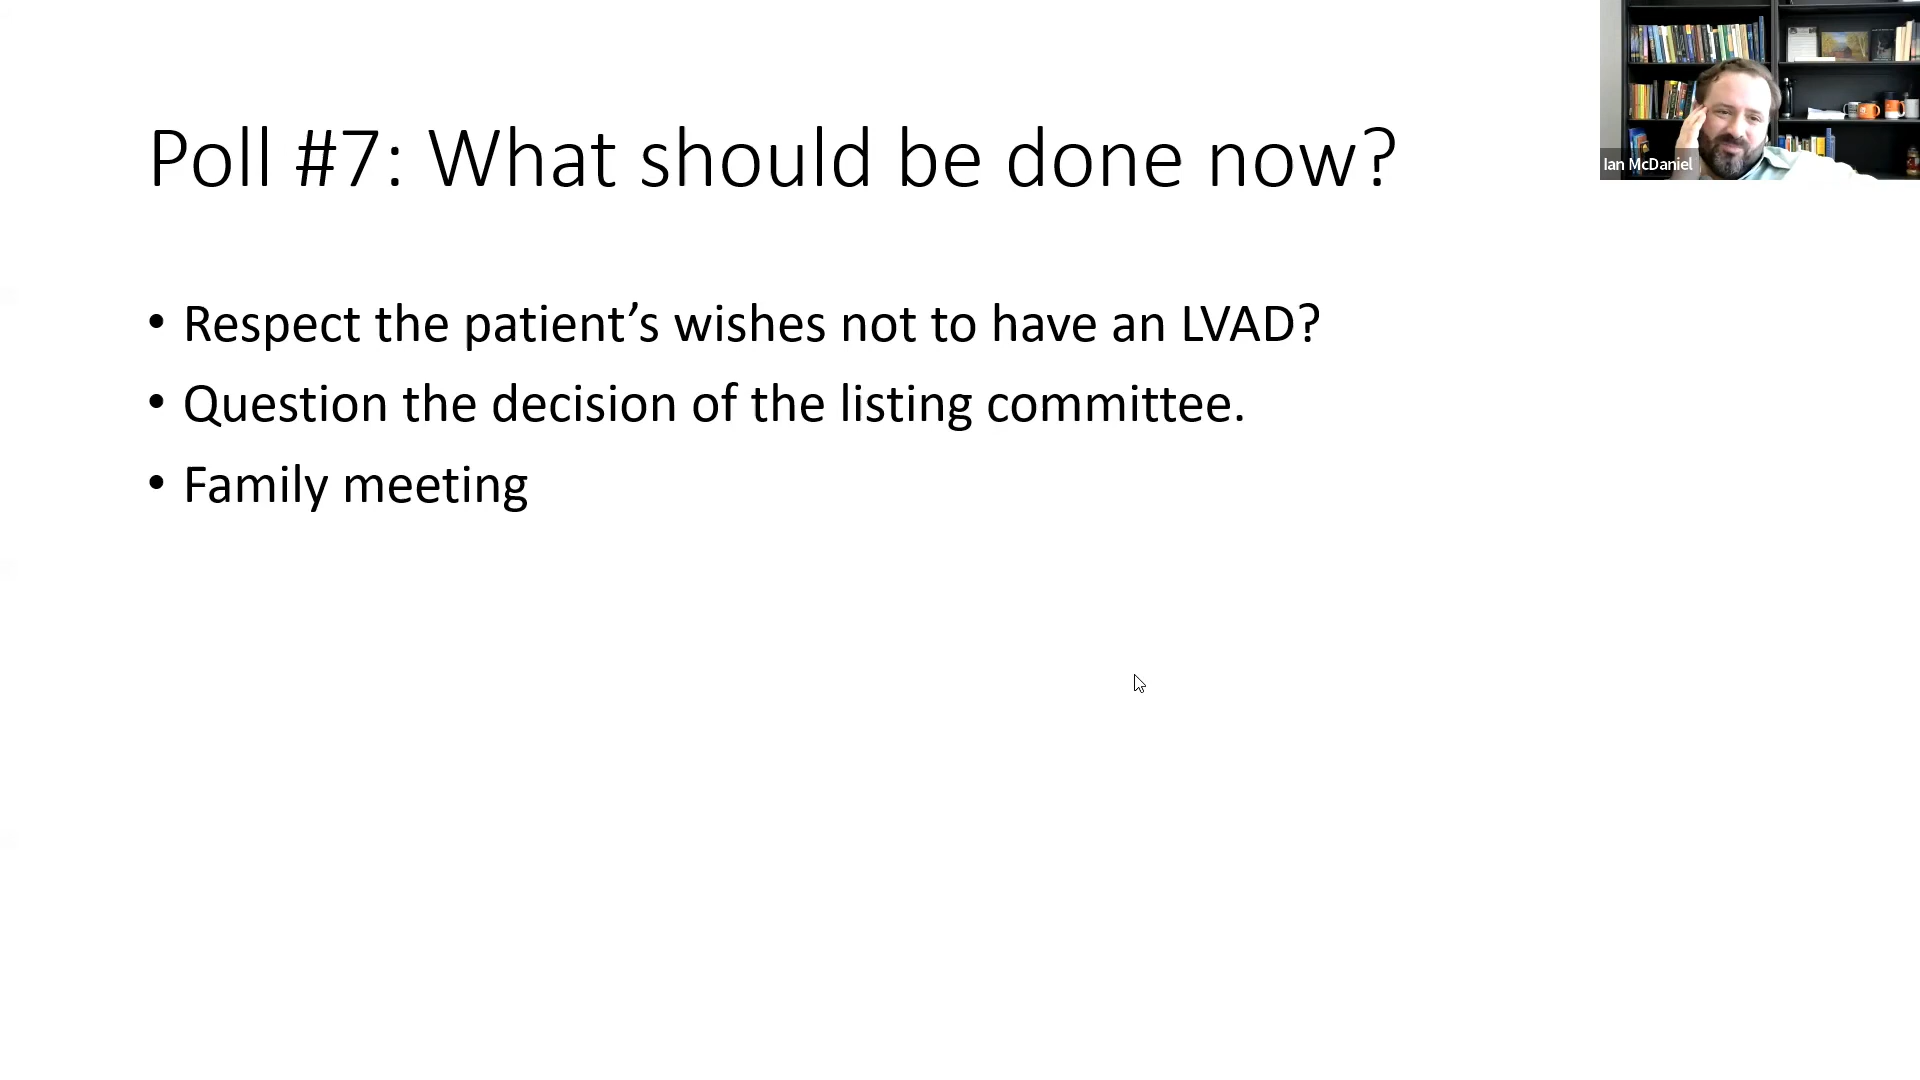 Poll #7: What should be done now?
• Respect the patient’s wishes not to have an LVAD?
• Question the decision of the listing committee.
• Family meeting
Ian McDaniel